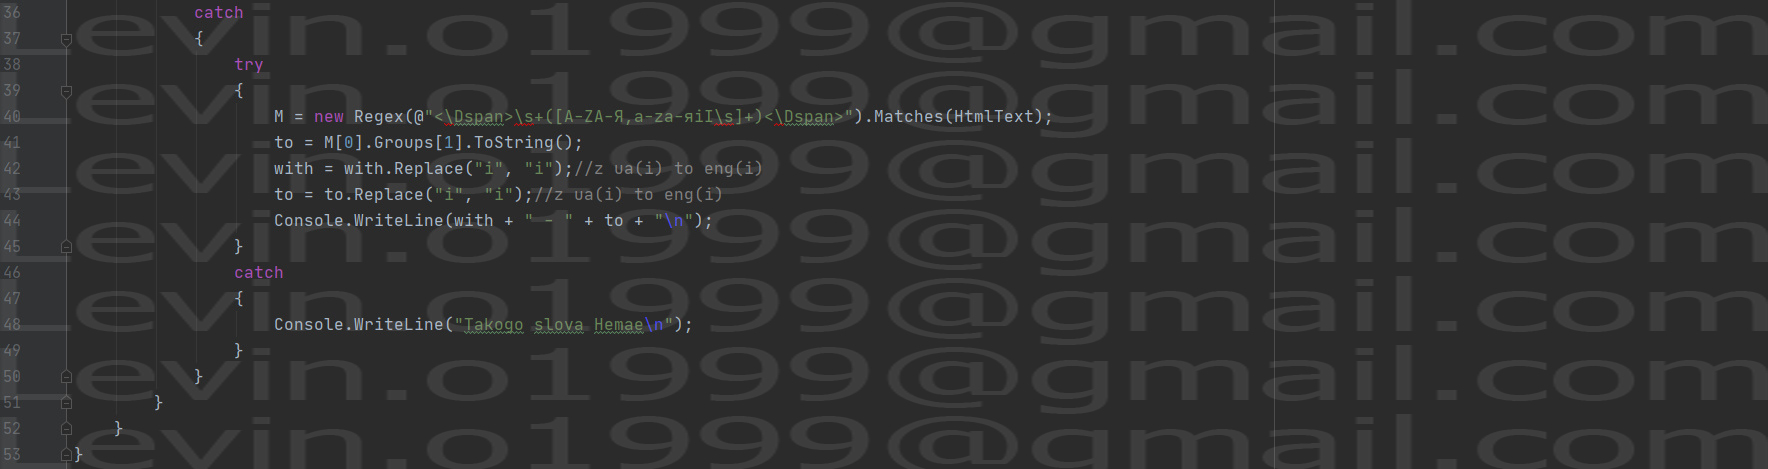 36 catch
37 {
38 try
39 {
40 M = new Regex(@"<\Dspan>\s+([A-ZА-Я,a-zа-яіІ\s]+)<\Dspan>").Matches(HtmlText);
41 to = M[0].Groups[1].ToString();
42 with = with.Replace("і", "i");//z ua(i) to eng(i)
43 to = to.Replace("і", "i");//z ua(i) to eng(i)
44 Console.WriteLine(with + " - " + to + "\n");
45 }
46 catch
47 {
48 Console.WriteLine("Takogo slova Hemae\n");
49 }
50 }
51 }
52 }
53 }
evin.o1999@gmail.com
evin.o1999@gmail.com
evin.o1999@gmail.com
evin.o1999@gmail.com
evin.o1999@gmail.com
evin.o1999@gmail.com
evin.o1999@gmail.com